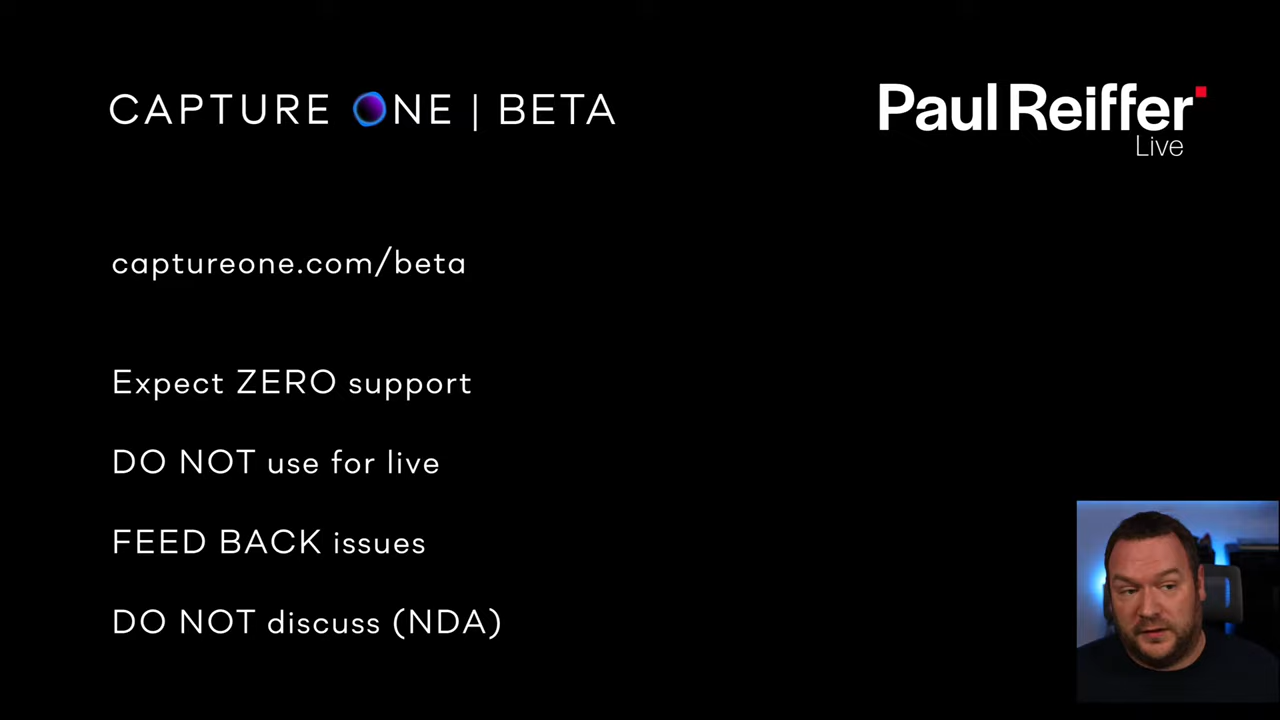 CAPTURE ONE | BETA
Paul Reiffer
Live
captureone.com/beta
Expect ZERO support
DO NOT use for live
FEED BACK issues
DO NOT discuss (NDA)